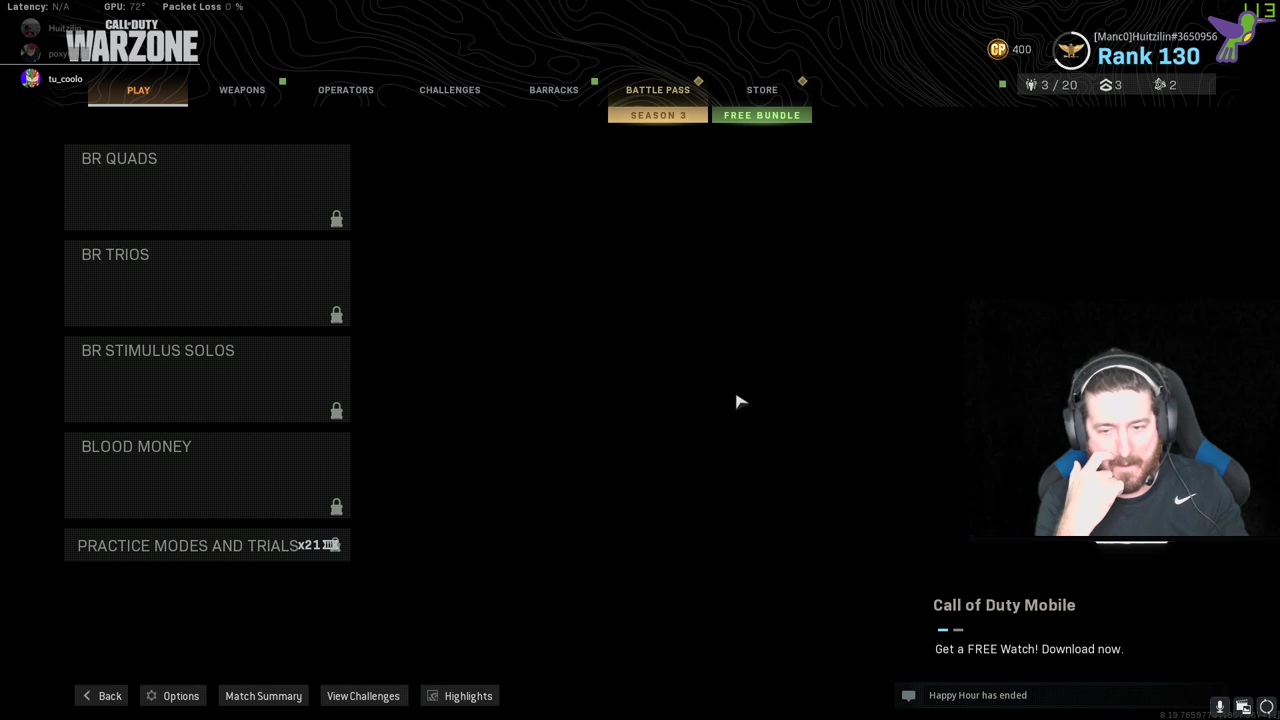 Latency: N/A GPU: 72° Packet Loss 0 %
Huitzilin
CALL OF DUTY
WARZONE
tu_coolo
PLAY WEAPONS OPERATORS CHALLENGES BARRACKS BATTLE PASS STORE
SEASON 3 FREE BUNDLE
CP 400
[Manc0]Huitzilin#3650956
Rank 130
3 / 20 3 2
113
BR QUADS
BR TRIOS
BR STIMULUS SOLOS
BLOOD MONEY
PRACTICE MODES AND TRIALS
Call of Duty Mobile
Get a FREE Watch! Download now.
Back Options Match Summary View Challenges Highlights
Happy Hour has ended